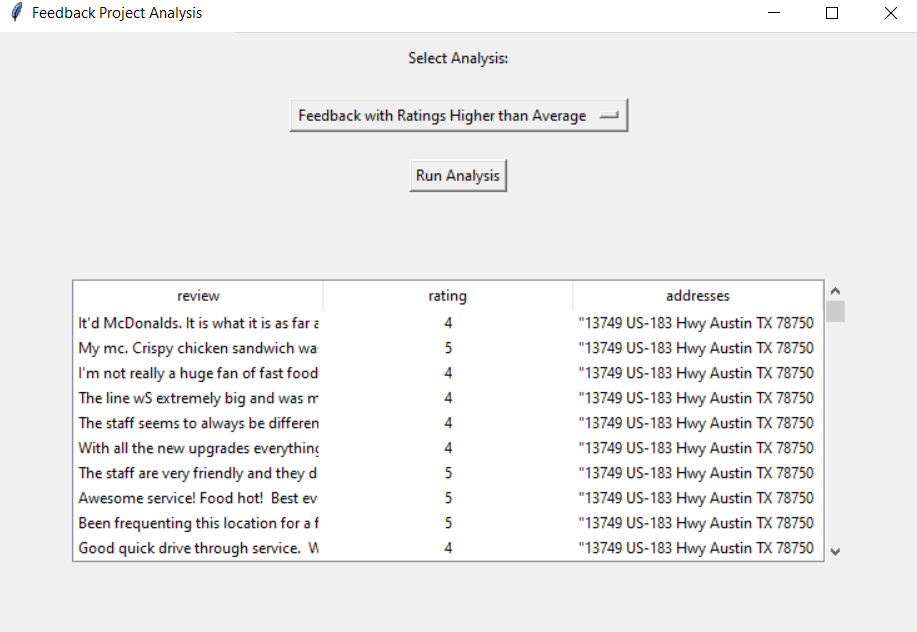 Feedback Project Analysis
Select Analysis:
Feedback with Ratings Higher than Average
Run Analysis
review rating addresses
It'd McDonalds. It is what it is as far a 4 "13749 US-183 Hwy Austin TX 78750
My mc. Crispy chicken sandwich was 5 "13749 US-183 Hwy Austin TX 78750
I'm not really a huge fan of fast food 4 "13749 US-183 Hwy Austin TX 78750
The line wS extremely big and was m 4 "13749 US-183 Hwy Austin TX 78750
The staff seems to always be differen 4 "13749 US-183 Hwy Austin TX 78750
With all the new upgrades everything 4 "13749 US-183 Hwy Austin TX 78750
The staff are very friendly and they d 5 "13749 US-183 Hwy Austin TX 78750
Awesome service! Food hot!  Best ev 5 "13749 US-183 Hwy Austin TX 78750
Been frequenting this location for a f 5 "13749 US-183 Hwy Austin TX 78750
Good quick drive through service.  W 4 "13749 US-183 Hwy Austin TX 78750